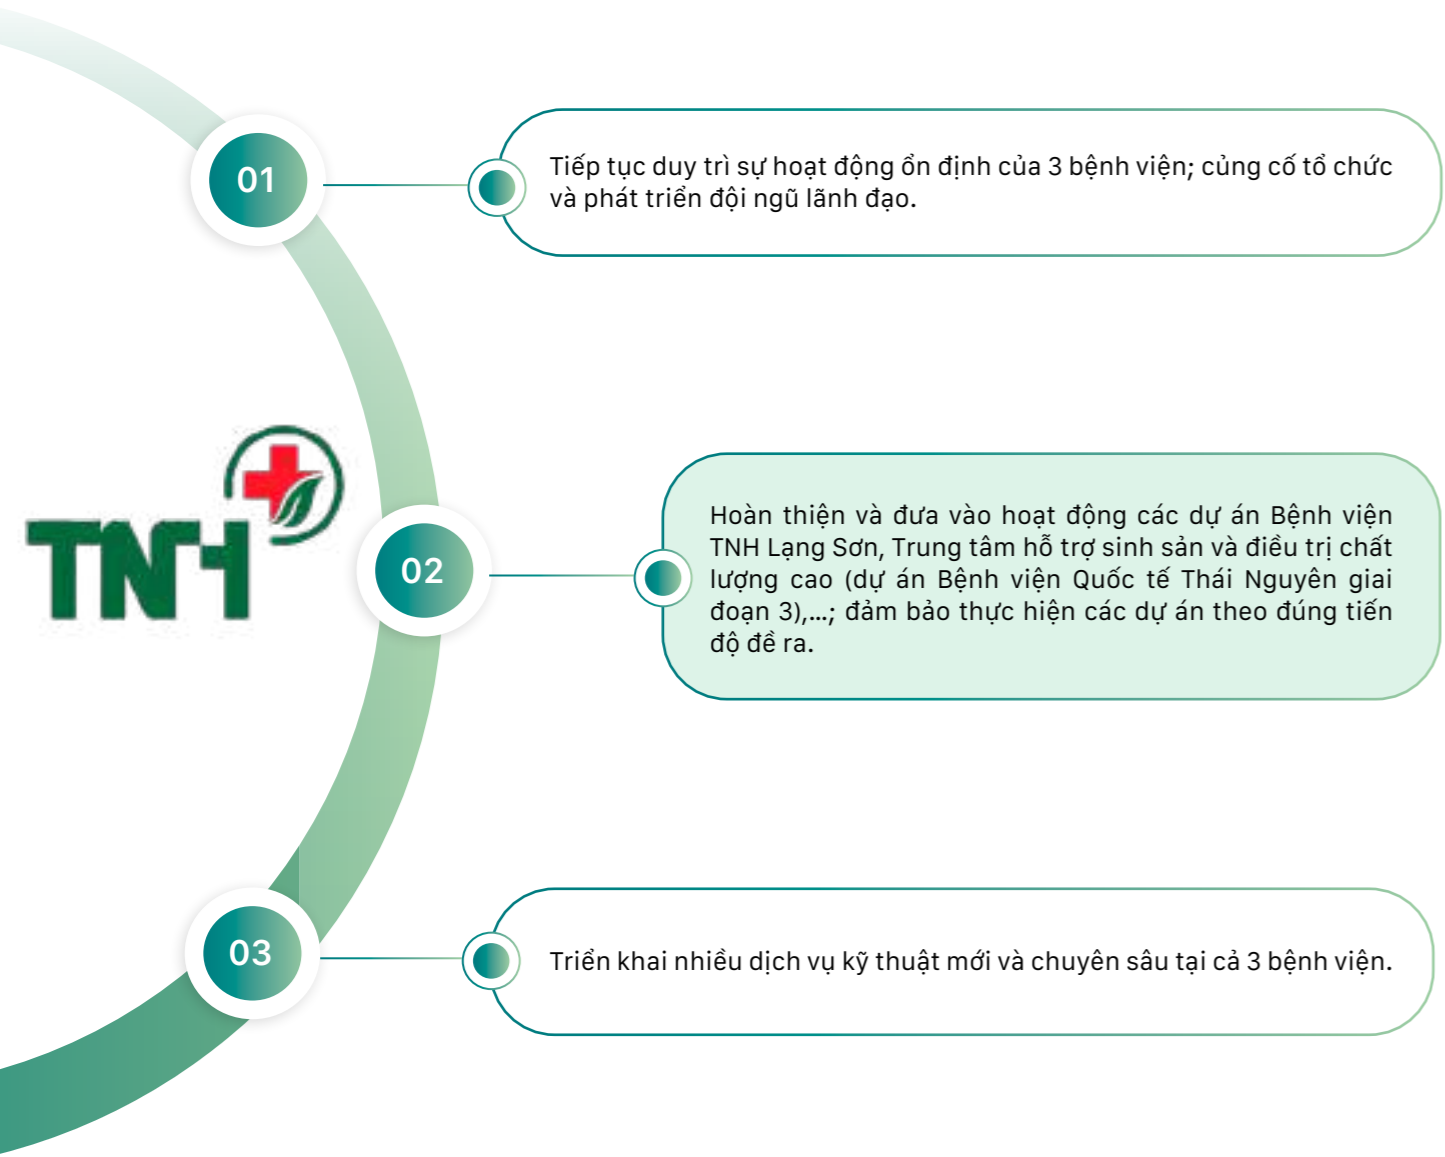 01
Tiếp tục duy trì sự hoạt động ổn định của 3 bệnh viện; củng cố tổ chức
và phát triển đội ngũ lãnh đạo.
TNH
02
Hoàn thiện và đưa vào hoạt động các dự án Bệnh viện
TNH Lạng Sơn, Trung tâm hỗ trợ sinh sản và điều trị chất
lượng cao (dự án Bệnh viện Quốc tế Thái Nguyên giai
đoạn 3),...; đảm bảo thực hiện các dự án theo đúng tiến
độ đề ra.
03
Triển khai nhiều dịch vụ kỹ thuật mới và chuyên sâu tại cả 3 bệnh viện.